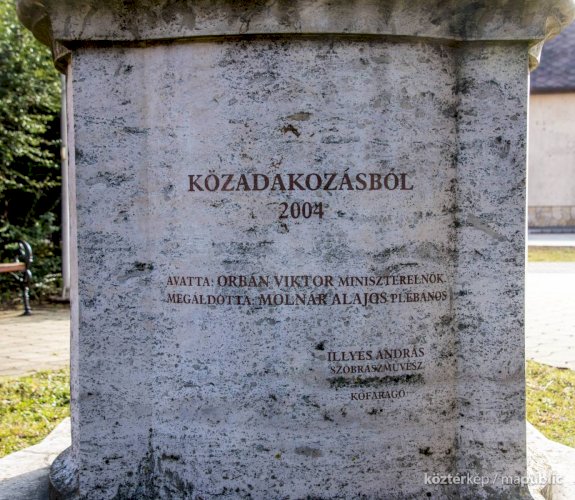 KÖZADAKOZÁSBÓL
2004
AVATTA: ORBÁN VIKTOR MINISZTERELNÖK
MEGÁLDOTTA: MOLNÁR ALAJOS PLÉBÁNOS
ILLYÉS ANDRÁS
SZOBRÁSZMŰVÉSZ
KŐFARAGÓ
köztérkép / mapublic